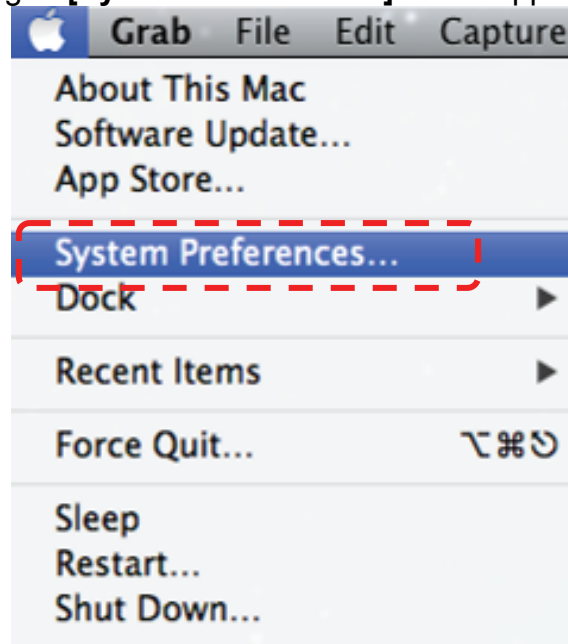 Grab File Edit Capture
About This Mac
Software Update...
App Store...
System Preferences...
Dock ▶
Recent Items ▶
Force Quit... ⌥⌘⎋
Sleep
Restart...
Shut Down...